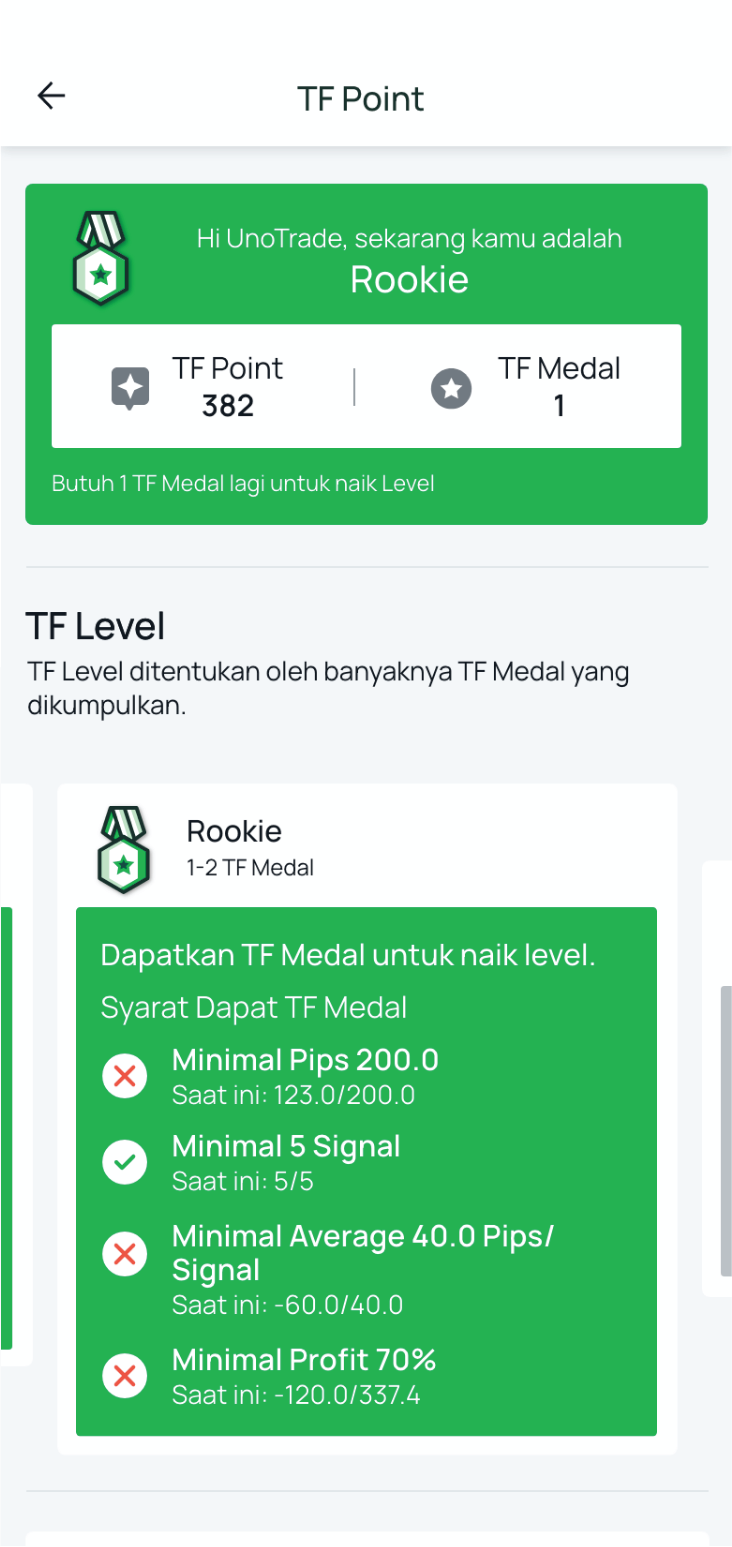 TF Point
Hi UnoTrade, sekarang kamu adalah
Rookie
TF Point
382
TF Medal
1
Butuh 1 TF Medal lagi untuk naik Level
TF Level
TF Level ditentukan oleh banyaknya TF Medal yang
dikumpulkan.
Rookie
1-2 TF Medal
Dapatkan TF Medal untuk naik level.
Syarat Dapat TF Medal
Minimal Pips 200.0
Saat ini: 123.0/200.0
Minimal 5 Signal
Saat ini: 5/5
Minimal Average 40.0 Pips/
Signal
Saat ini: -60.0/40.0
Minimal Profit 70%
Saat ini: -120.0/337.4